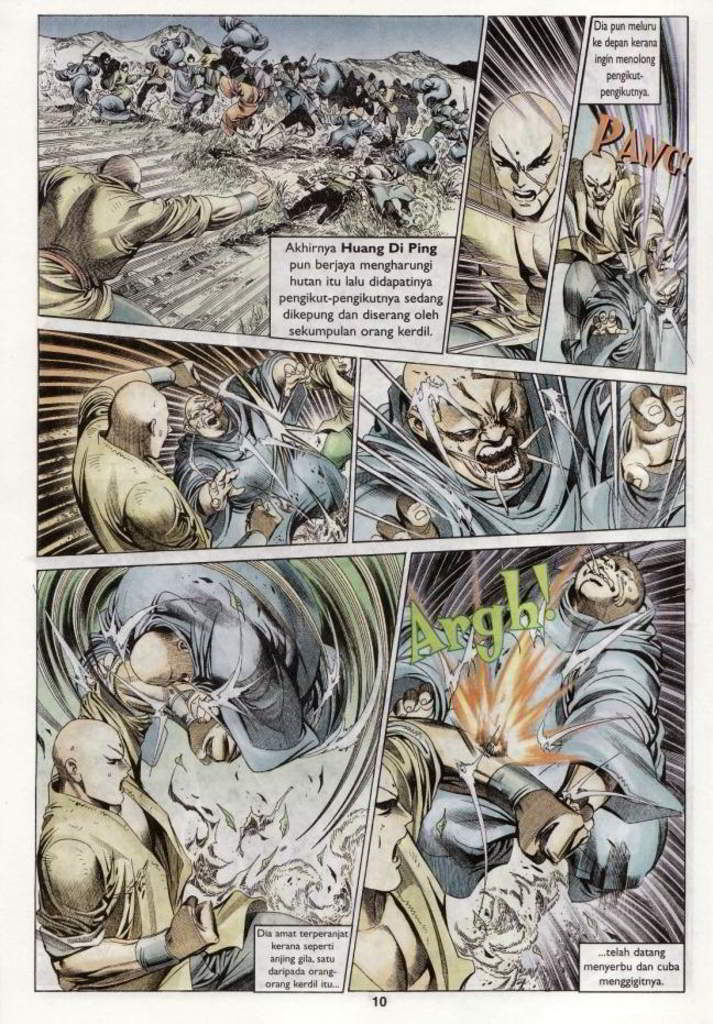 Akhirnya Huang Di Ping
pun berjaya mengharungi
hutan itu lalu didapatinya
pengikut-pengikutnya sedang
dikepung dan diserang oleh
sekumpulan orang kerdil.
Dia pun meluru
ke depan kerana
ingin menolong
pengikut-
pengikutnya.
PANG!
Argh!
Dia amat terperanjat
kerana seperti
anjing gila, satu
daripada orang-
orang kerdil itu...
...telah datang
menyerbu dan cuba
menggigitnya.
10